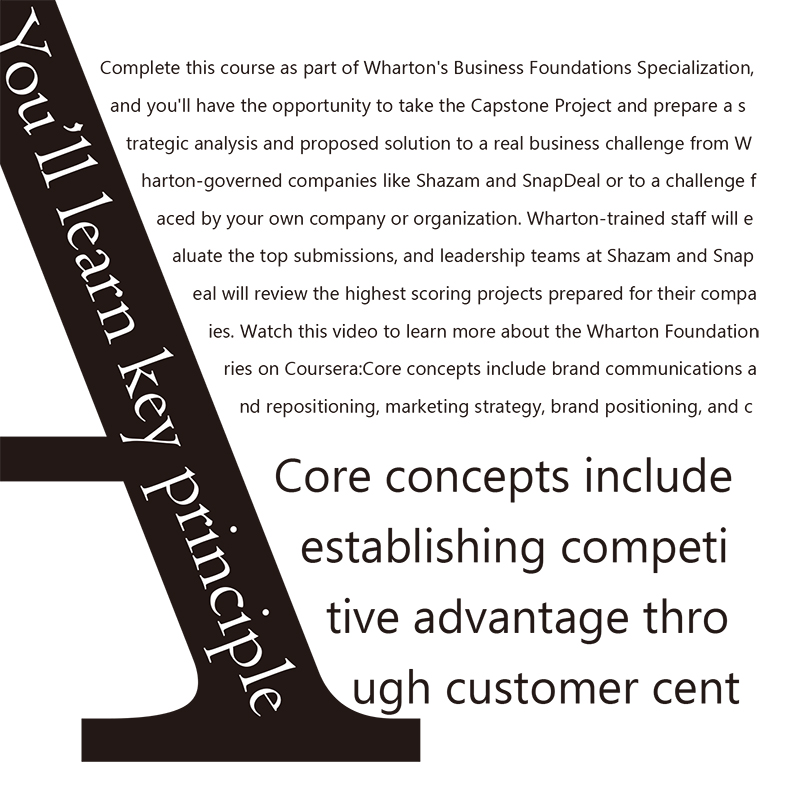 You'll learn key principle
Complete this course as part of Wharton's Business Foundations Specialization,
and you'll have the opportunity to take the Capstone Project and prepare a s
trategic analysis and proposed solution to a real business challenge from W
harton-governed companies like Shazam and SnapDeal or to a challenge f
aced by your own company or organization. Wharton-trained staff will e
aluate the top submissions, and leadership teams at Shazam and Snap
eal will review the highest scoring projects prepared for their compa
ies. Watch this video to learn more about the Wharton Foundation
ries on Coursera:Core concepts include brand communications a
nd repositioning, marketing strategy, brand positioning, and c
Core concepts include
establishing competi
tive advantage thro
ugh customer cent